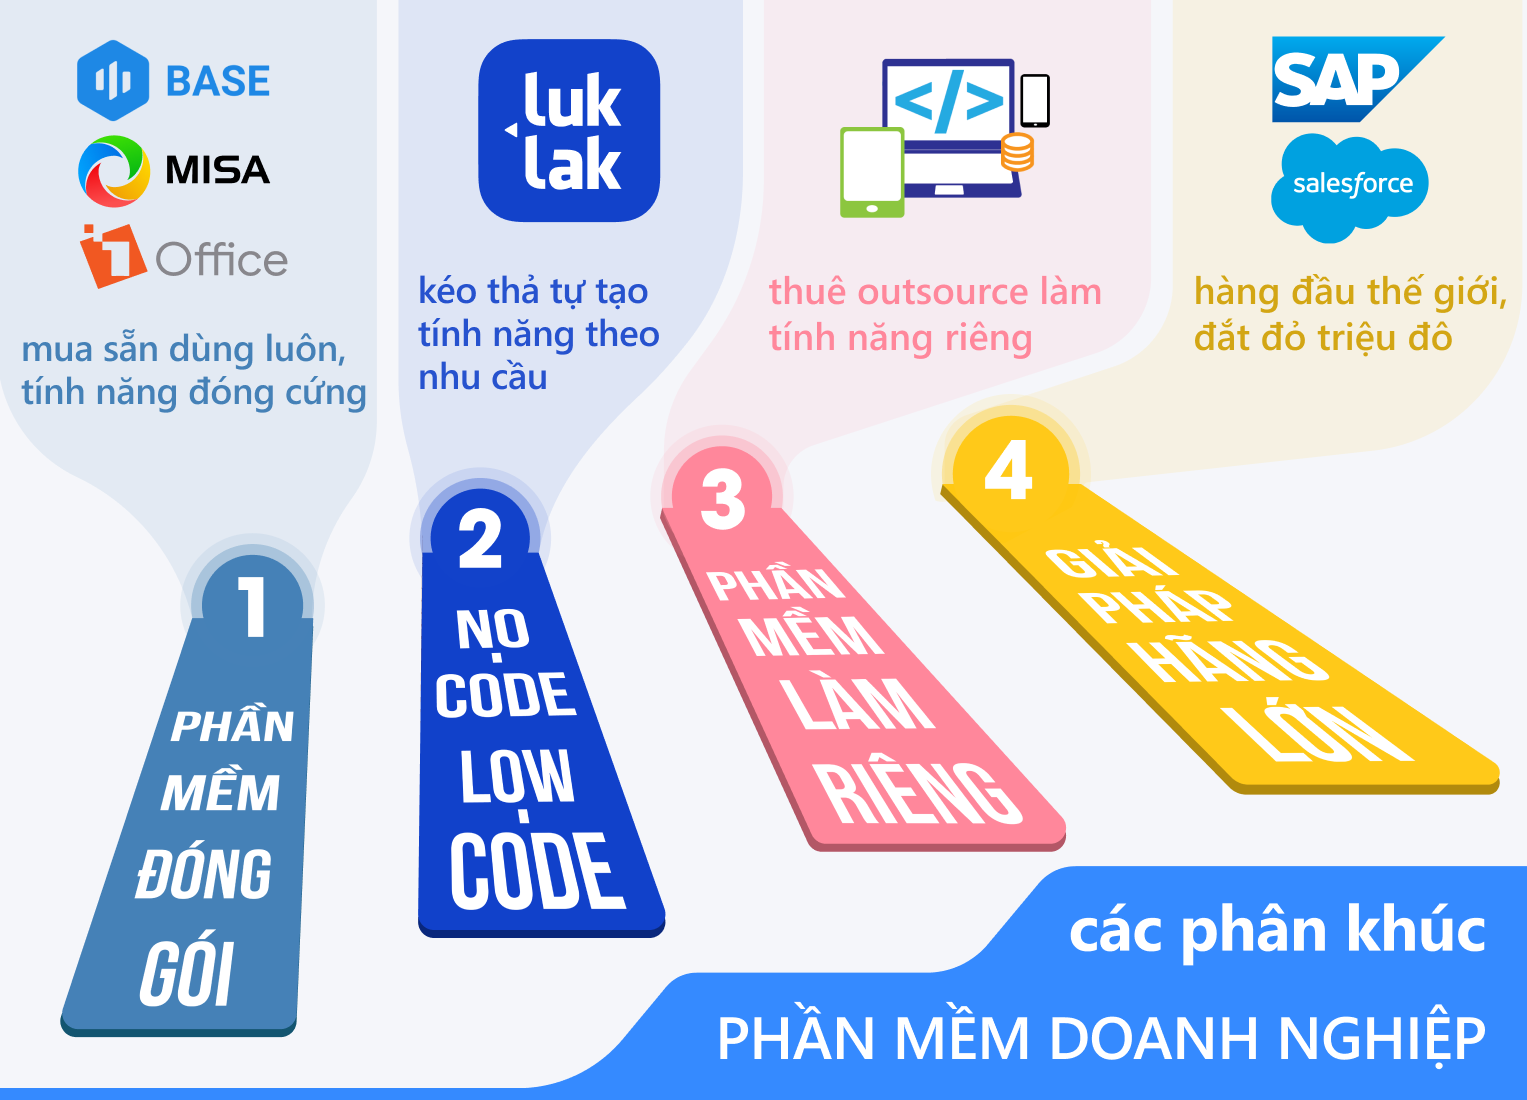 BASE
MISA
1Office
mua sẵn dùng luôn,
tính năng đóng cứng
1
PHẦN
MỀM
ĐÓNG
GÓI
luk
lak
kéo thả tự tạo
tính năng theo
nhu cầu
2
NO
CODE
LOW
CODE
</>
thuê outsource làm
tính năng riêng
3
PHẦN
MỀM
LÀM
RIÊNG
SAP
salesforce
hàng đầu thế giới,
đắt đỏ triệu đô
4
GIẢI
PHÁP
HÃNG
LỚN
các phân khúc
PHẦN MỀM DOANH NGHIỆP